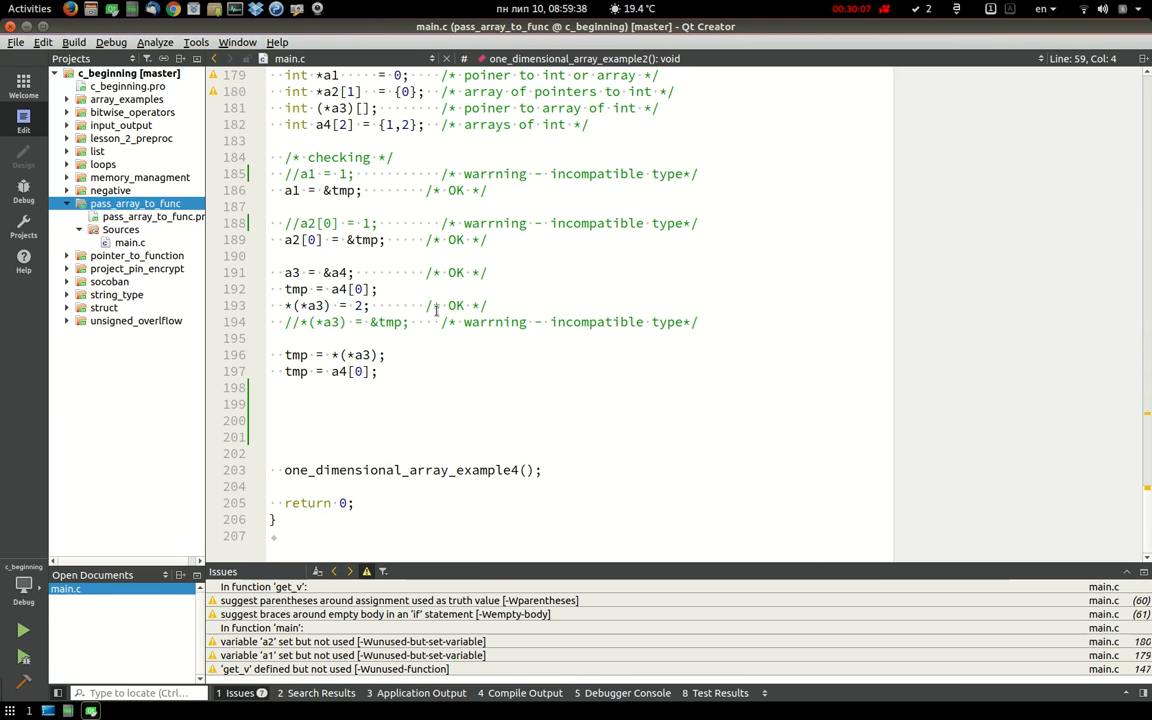 Activities
пн лип 10, 08:59:38
19.4 °C
00:30:07
2
1
en
main.c (pass_array_to_func @ c_beginning) [master] - Qt Creator
File Edit Build Debug Analyze Tools Window Help
Projects
main.c
# one_dimensional_array_example2(): void
Line: 59, Col: 4
Welcome
Edit
Design
Debug
Projects
Help
c_beginning
Debug
c_beginning [master]
c_beginning.pro
array_examples
bitwise_operators
input_output
lesson_2_preproc
list
loops
memory_managment
negative
pass_array_to_func
pass_array_to_func.pr
Sources
main.c
pointer_to_function
project_pin_encrypt
socoban
string_type
struct
unsigned_overlflow
Open Documents
main.c
179 int *a1 = 0; /* poiner to int or array */
180 int *a2[1] = {0}; /* array of pointers to int */
181 int (*a3)[]; /* poiner to array of int */
182 int a4[2] = {1,2}; /* arrays of int */
183
184 /* checking */
185 //a1 = 1; /* warrning - incompatible type*/
186 a1 = &tmp; /* OK */
187
188 //a2[0] = 1; /* warrning - incompatible type*/
189 a2[0] = &tmp; /* OK */
190
191 a3 = &a4; /* OK */
192 tmp = a4[0];
193 *(*a3) = 2; /* OK */
194 //*(*a3) = &tmp; /* warrning - incompatible type*/
195
196 tmp = *(*a3);
197 tmp = a4[0];
198
199
200
201
202
203 one_dimensional_array_example4();
204
205 return 0;
206 }
207
Issues
In function 'get_v': main.c
suggest parentheses around assignment used as truth value [-Wparentheses] main.c (60)
suggest braces around empty body in an 'if' statement [-Wempty-body] main.c (61)
In function 'main': main.c
variable 'a2' set but not used [-Wunused-but-set-variable] main.c 180
variable 'a1' set but not used [-Wunused-but-set-variable] main.c 179
'get_v' defined but not used [-Wunused-function] main.c 147
Type to locate (Ctrl...
1 Issues 7 2 Search Results 3 Application Output 4 Compile Output 5 Debugger Console 8 Test Results
1